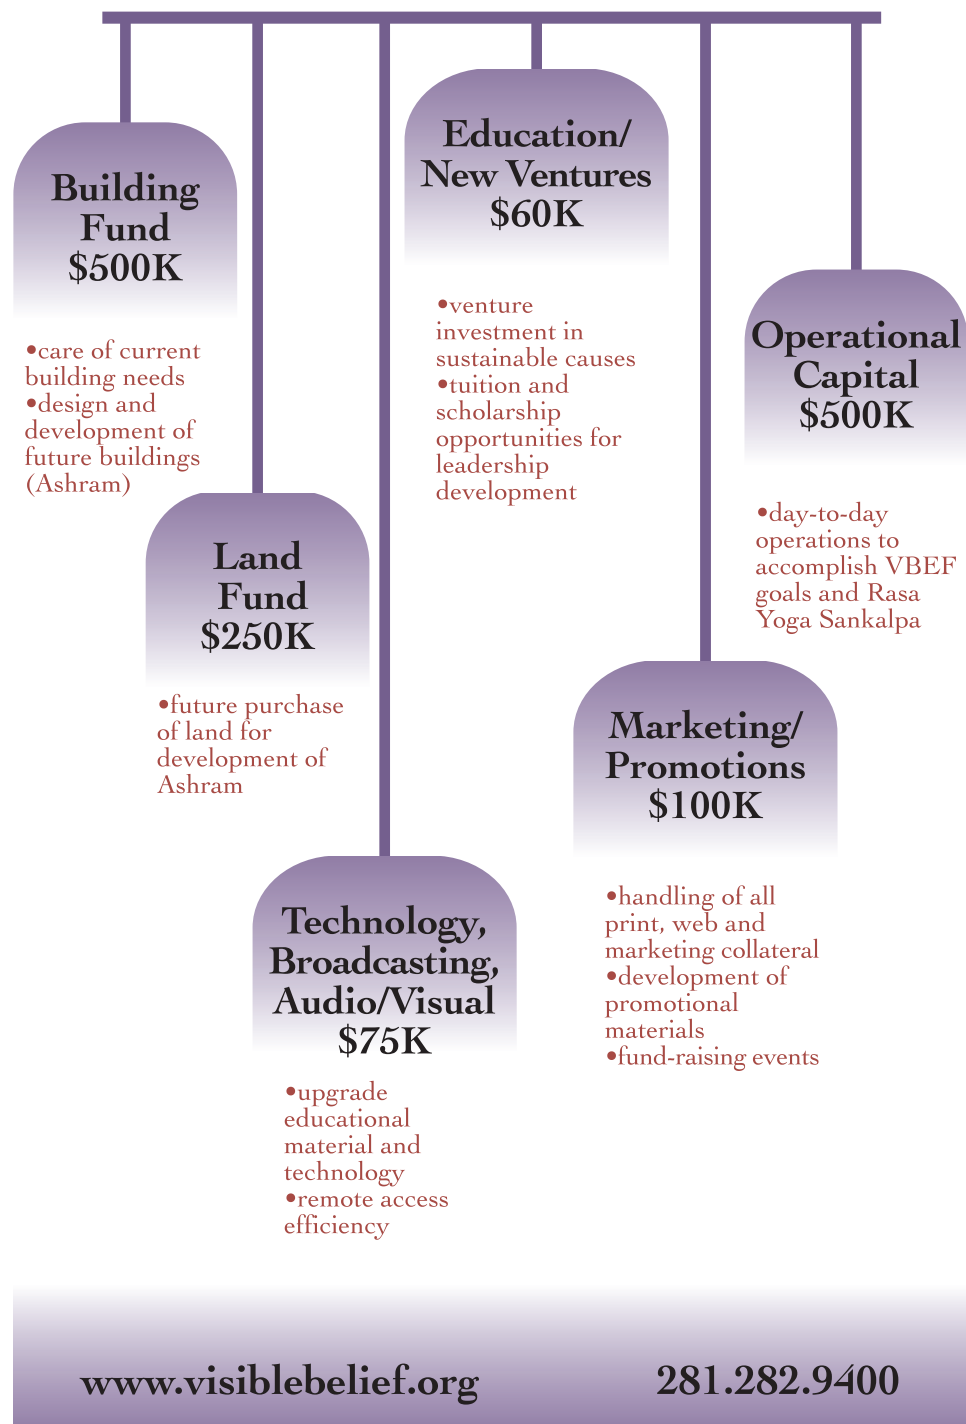 Building
Fund
$500K
•care of current
building needs
•design and
development of
future buildings
(Ashram)
Land
Fund
$250K
•future purchase
of land for
development of
Ashram
Technology,
Broadcasting,
Audio/Visual
$75K
•upgrade
educational
material and
technology
•remote access
efficiency
Education/
New Ventures
$60K
•venture
investment in
sustainable causes
•tuition and
scholarship
opportunities for
leadership
development
Marketing/
Promotions
$100K
•handling of all
print, web and
marketing collateral
•development of
promotional
materials
•fund-raising events
Operational
Capital
$500K
•day-to-day
operations to
accomplish VBEF
goals and Rasa
Yoga Sankalpa
www.visiblebelief.org
281.282.9400